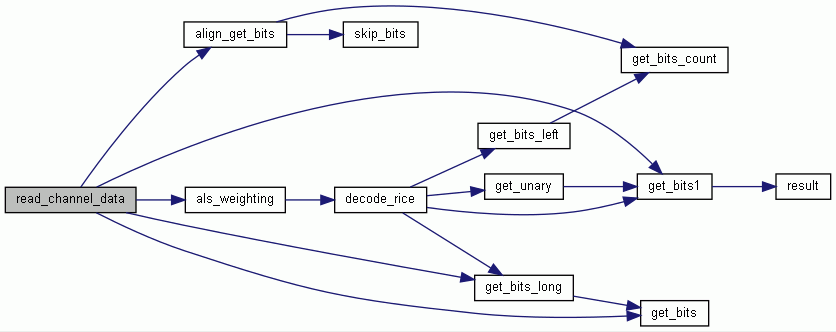 align_get_bits
skip_bits
get_bits_count
get_bits_left
read_channel_data
als_weighting
decode_rice
get_unary
get_bits1
result
get_bits_long
get_bits